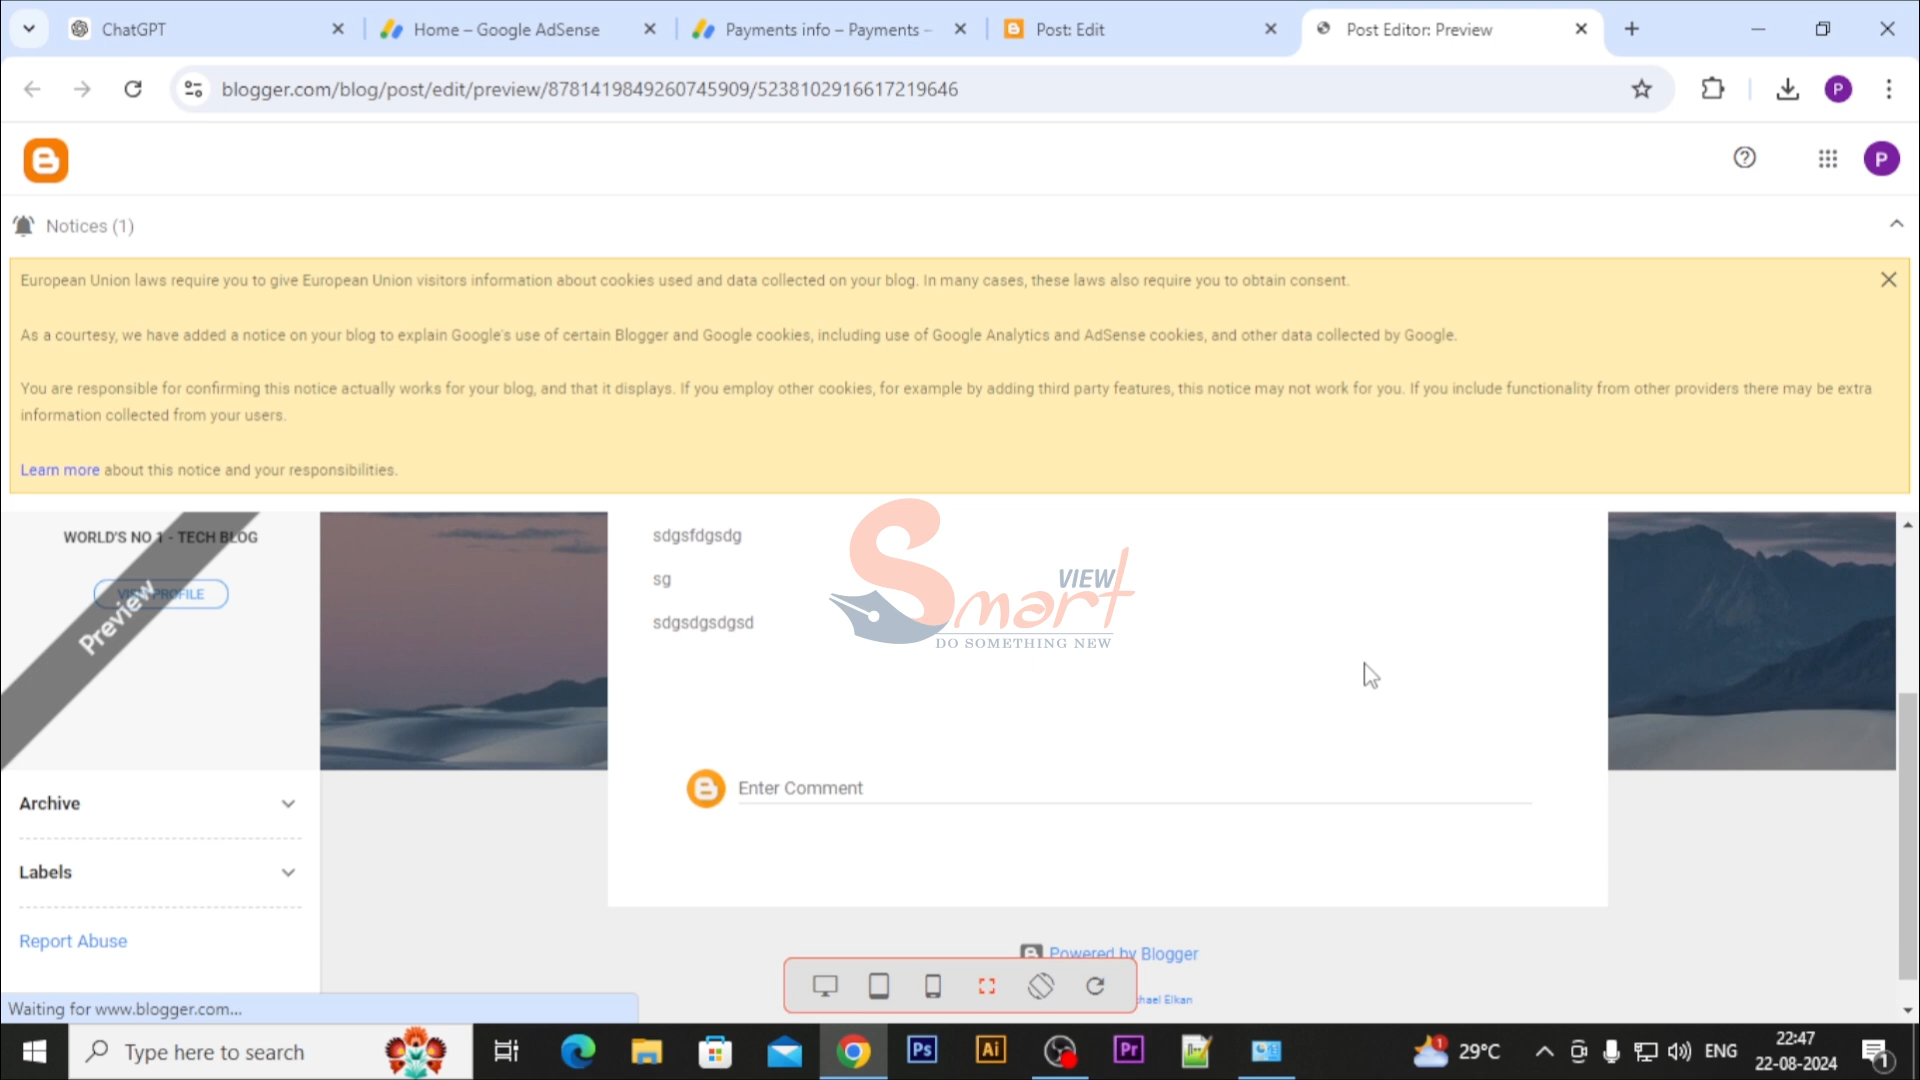 ChatGPT
Home – Google AdSense
Payments info – Payments –
Post: Edit
Post Editor: Preview
blogger.com/blog/post/edit/preview/8781419849260745909/5238102916617219646
P
P
Notices (1)
European Union laws require you to give European Union visitors information about cookies used and data collected on your blog. In many cases, these laws also require you to obtain consent.
As a courtesy, we have added a notice on your blog to explain Google's use of certain Blogger and Google cookies, including use of Google Analytics and AdSense cookies, and other data collected by Google.
You are responsible for confirming this notice actually works for your blog, and that it displays. If you employ other cookies, for example by adding third party features, this notice may not work for you. If you include functionality from other providers there may be extra
information collected from your users.
Learn more about this notice and your responsibilities.
WORLD'S NO 1 - TECH BLOG
VIEW PROFILE
Preview
sdgsfdgsdg
sg
sdgsdgsdgsd
Smart
VIEW
DO SOMETHING NEW
Enter Comment
Archive
Labels
Report Abuse
Powered by Blogger
chael Elkan
Waiting for www.blogger.com...
Type here to search
Ps
Ai
Pr
1
29°C
ENG
22:47
22-08-2024
1